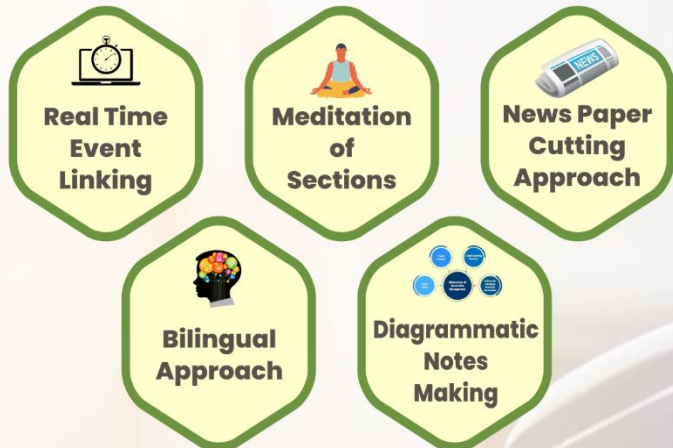 Real Time
Event
Linking
Meditation
of
Sections
NEWS
News Paper
Cutting
Approach
Bilingual
Approach
Diagrammatic
Notes
Making